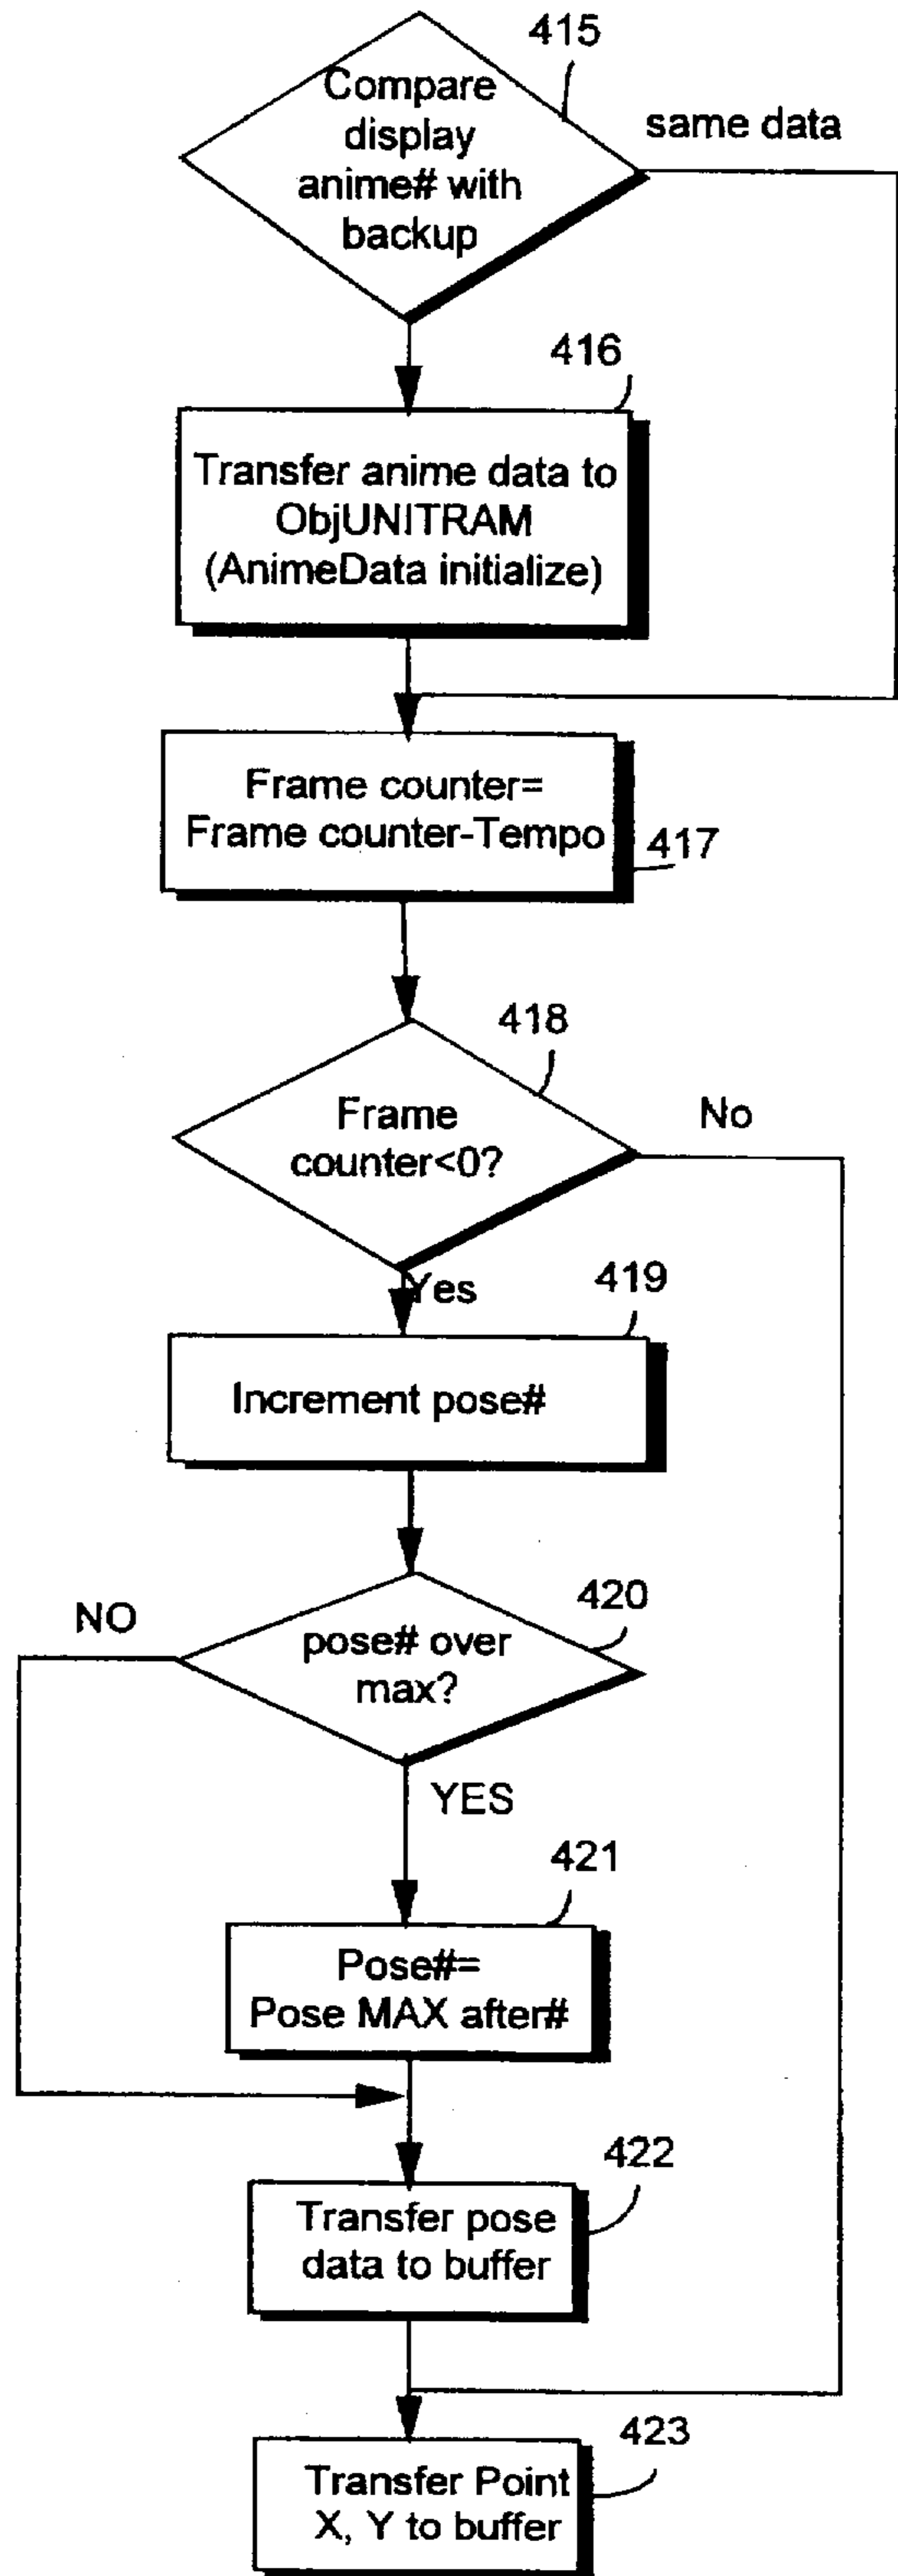 415
Compare
display
anime# with
backup
same data
416
Transfer anime data to
ObjUNITRAM
(AnimeData initialize)
Frame counter=
Frame counter-Tempo
417
418
Frame
counter<0?
No
Yes
419
Increment pose#
420
NO
pose# over
max?
YES
421
Pose#=
Pose MAX after#
422
Transfer pose
data to buffer
423
Transfer Point
X, Y to buffer